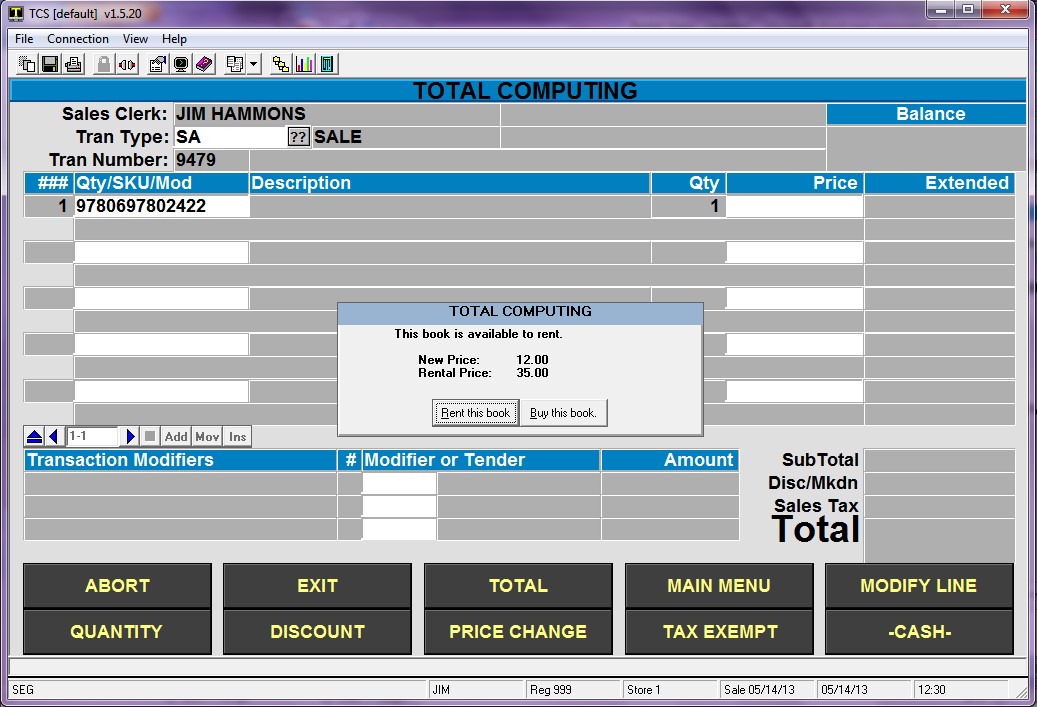 TCS [default] v1.5.20
File Connection View Help
TOTAL COMPUTING
Sales Clerk: JIM HAMMONS
Balance
Tran Type: SA ?? SALE
Tran Number: 9479
### Qty/SKU/Mod Description Qty Price Extended
1 9780697802422 1
TOTAL COMPUTING
This book is available to rent.
New Price: 12.00
Rental Price: 35.00
Rent this book Buy this book.
1-1 Add Mov Ins
Transaction Modifiers # Modifier or Tender Amount
SubTotal
Disc/Mkdn
Sales Tax
Total
ABORT EXIT TOTAL MAIN MENU MODIFY LINE
QUANTITY DISCOUNT PRICE CHANGE TAX EXEMPT -CASH-
SEG JIM Reg 999 Store 1 Sale 05/14/13 05/14/13 12:30